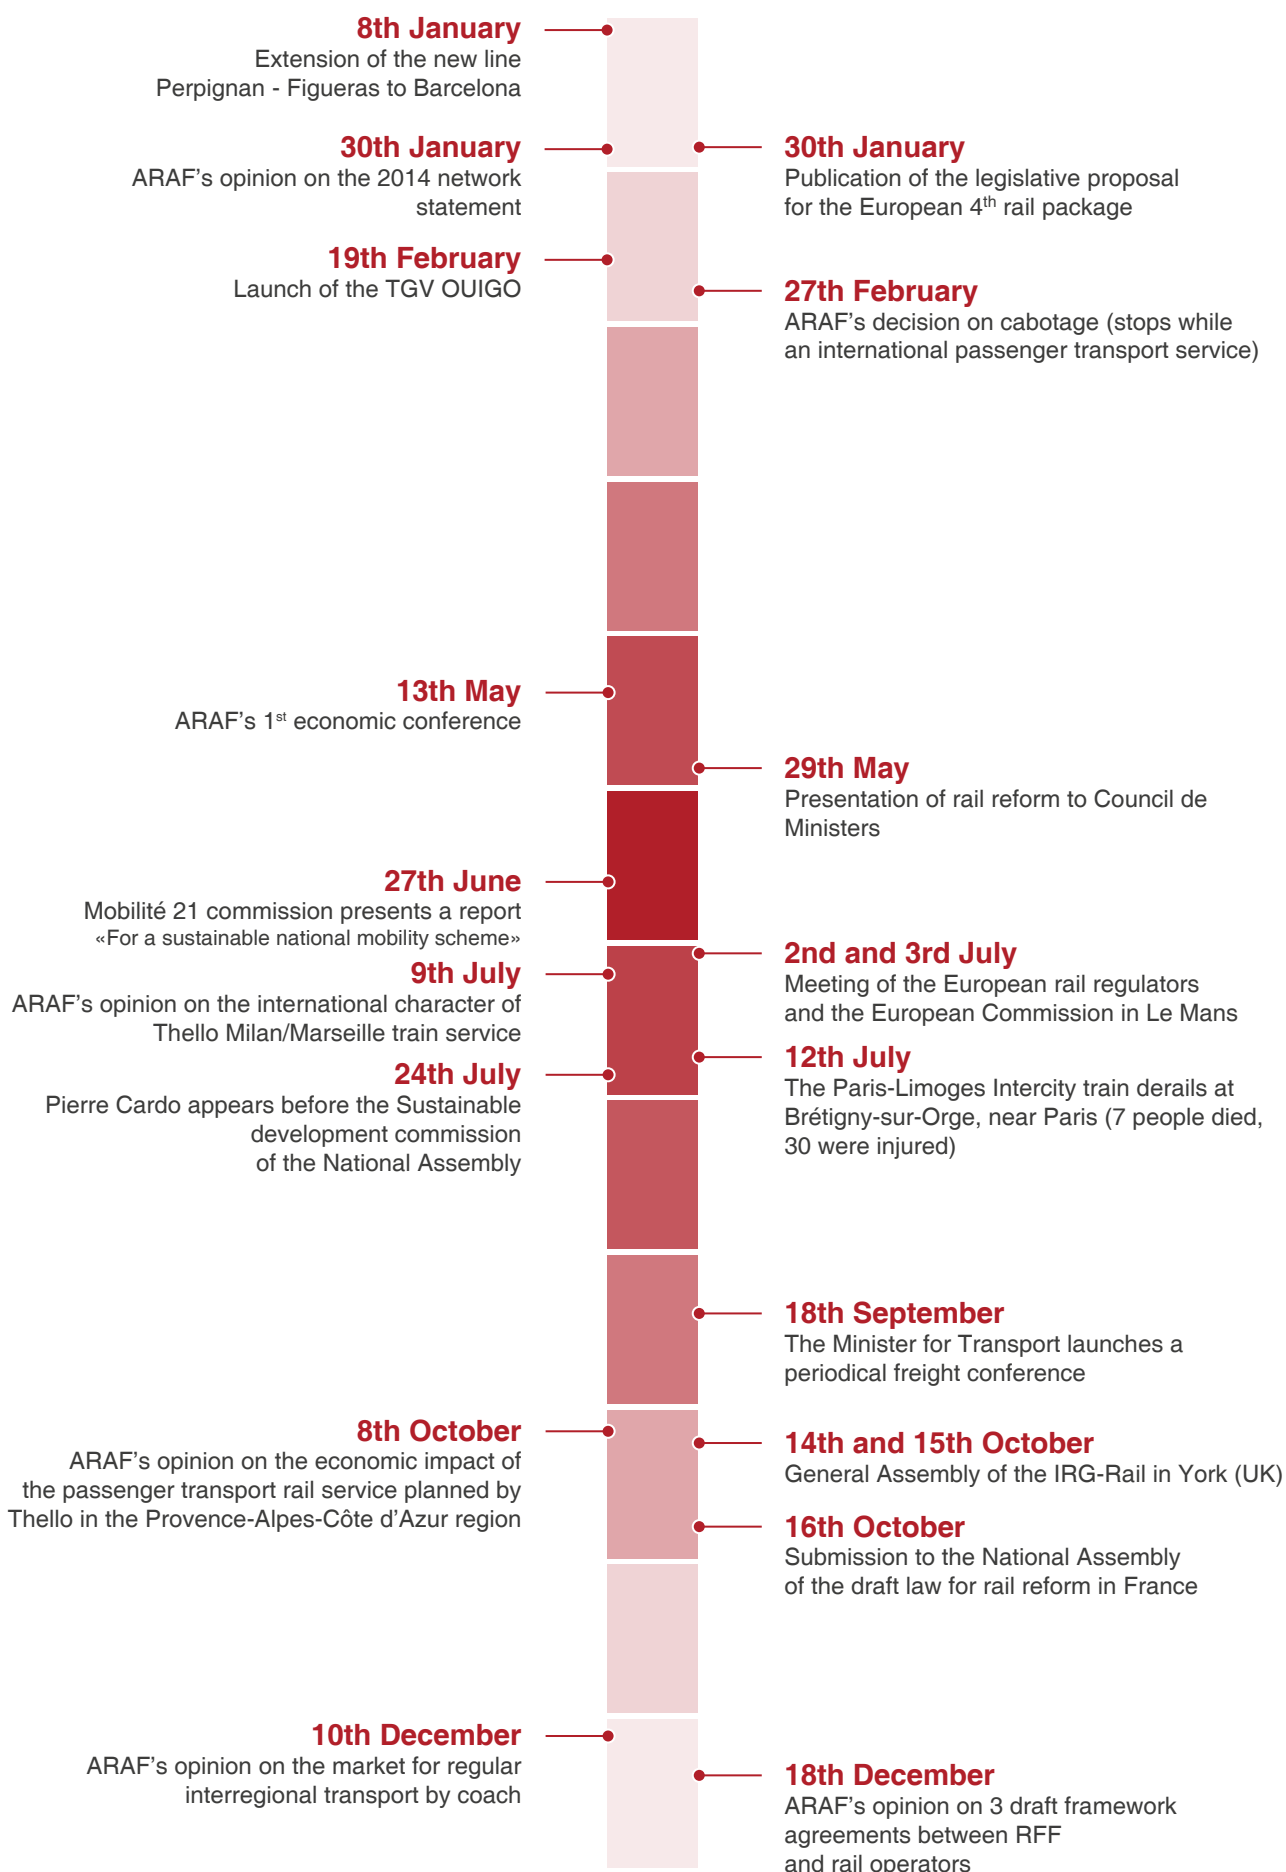 8th January
Extension of the new line
Perpignan - Figueras to Barcelona
30th January
ARAF's opinion on the 2014 network
statement
30th January
Publication of the legislative proposal
for the European 4th rail package
19th February
Launch of the TGV OUIGO
27th February
ARAF's decision on cabotage (stops while
an international passenger transport service)
13th May
ARAF's 1st economic conference
29th May
Presentation of rail reform to Council de
Ministers
27th June
Mobilité 21 commission presents a report
«For a sustainable national mobility scheme»
2nd and 3rd July
Meeting of the European rail regulators
and the European Commission in Le Mans
9th July
ARAF's opinion on the international character of
Thello Milan/Marseille train service
12th July
The Paris-Limoges Intercity train derails at
Brétigny-sur-Orge, near Paris (7 people died,
30 were injured)
24th July
Pierre Cardo appears before the Sustainable
development commission
of the National Assembly
18th September
The Minister for Transport launches a
periodical freight conference
8th October
ARAF's opinion on the economic impact of
the passenger transport rail service planned by
Thello in the Provence-Alpes-Côte d'Azur region
14th and 15th October
General Assembly of the IRG-Rail in York (UK)
16th October
Submission to the National Assembly
of the draft law for rail reform in France
10th December
ARAF's opinion on the market for regular
interregional transport by coach
18th December
ARAF's opinion on 3 draft framework
agreements between RFF
and rail operators